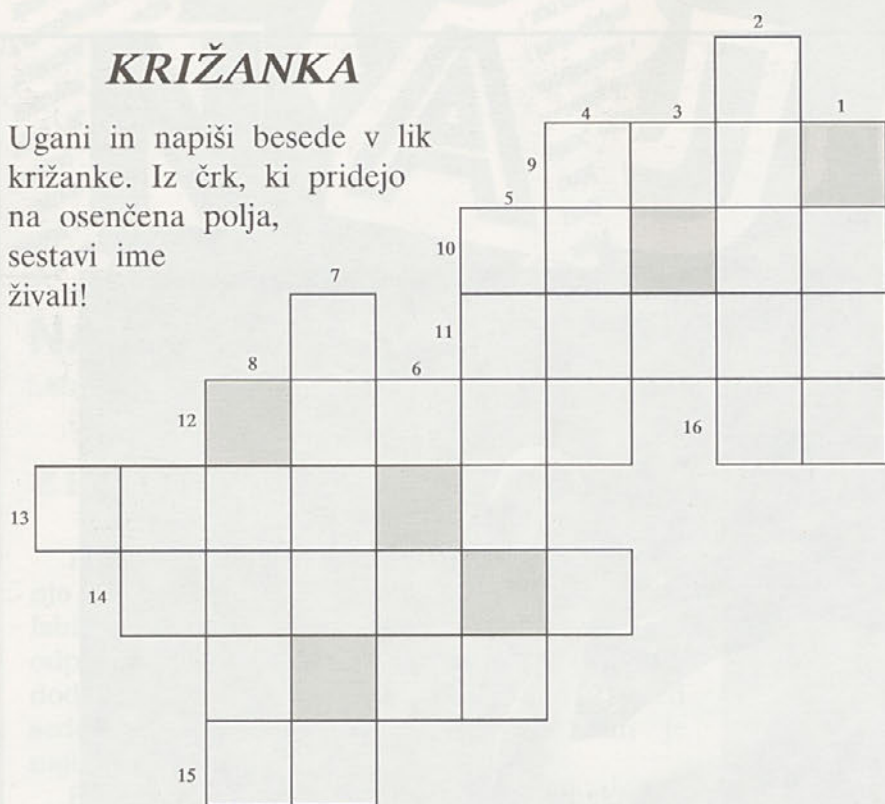 KRIŽANKA
Ugani in napiši besede v lik
križanke. Iz črk, ki pridejo
na osenčena polja,
sestavi ime
živali!
2
4 3 1
9
5
10
7
11
8 6
12 16
13
14
15